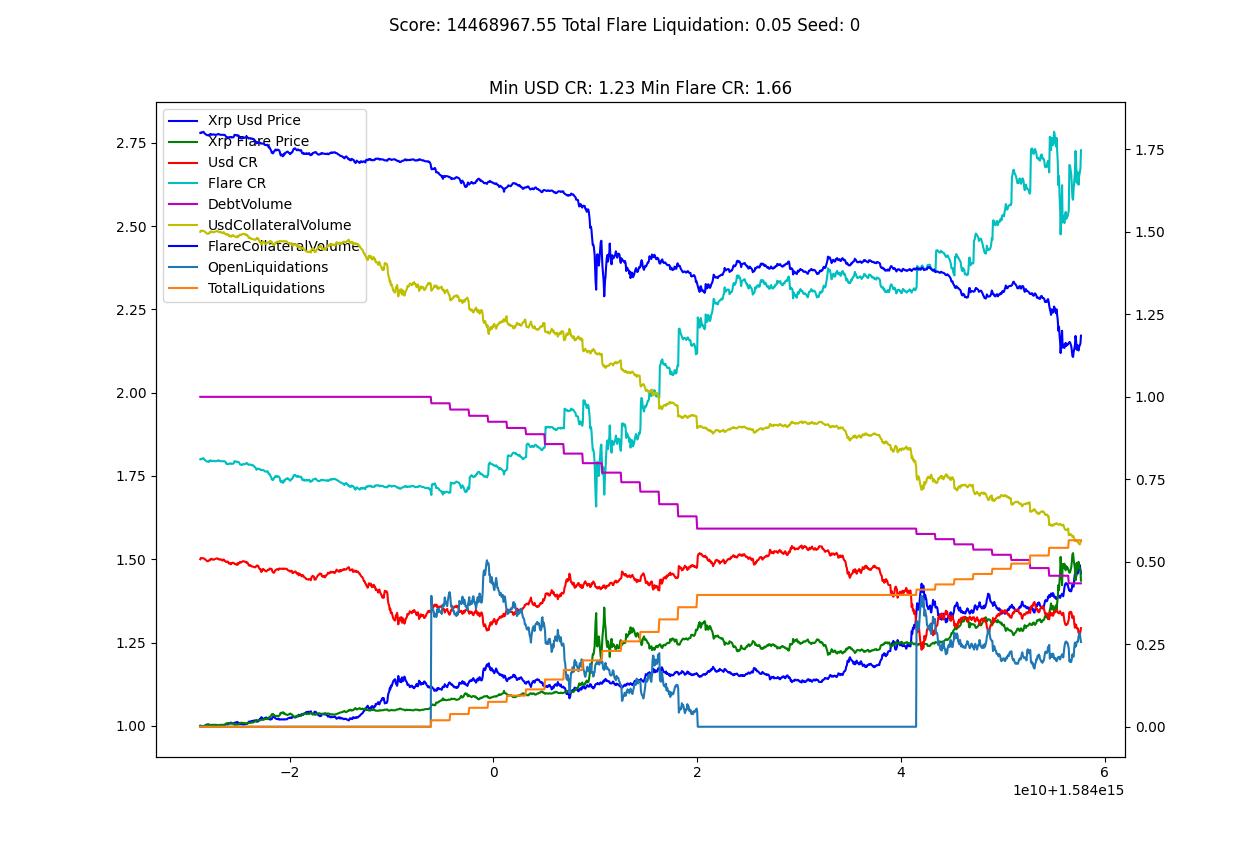 Score: 14468967.55 Total Flare Liquidation: 0.05 Seed: 0
Min USD CR: 1.23 Min Flare CR: 1.66
Xrp Usd Price
Xrp Flare Price
Usd CR
Flare CR
DebtVolume
UsdCollateralVolume
FlareCollateralVolume
OpenLiquidations
TotalLiquidations
2.75
2.50
2.25
2.00
1.75
1.50
1.25
1.00
1.75
1.50
1.25
1.00
0.75
0.50
0.25
0.00
−2
0
2
4
6
1e10+1.584e15